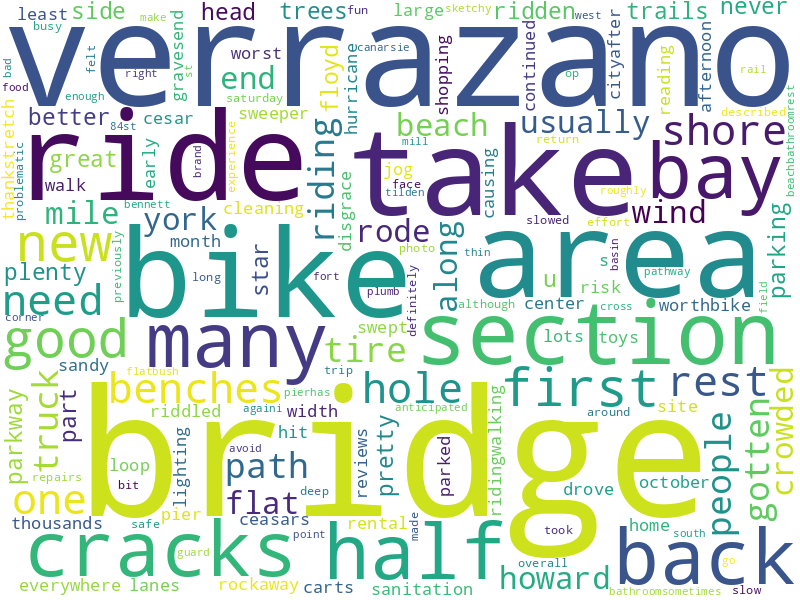 least
side
head
trees
fun
large
sketchy
ridden
west
trails
never
busy
make
verrazano
gravesend
bad
felt
food
right
st
worst
end
canarsie
shopping
continued
op
cityafter
reading
afternoon
rail
hurricane
floyd
saturday
enough
sweeper
better
84st
cesar
described
thankstretch
problematic
ride
take
beach
usually
shore
bay
great
early
brand
experience
riding
mill
return
beachbathroomrest
walk
bennett
jog
face
tilden
causing
roughly
wind
mile
york
cleaning
disgrace
rode
slowed
effort
new
month
photo
definitely
along
thin
area
basin
parking
plenty
previously
long
star
fort
plumb
s
pathway
need
bike
u
risk
field
although
center
cross
worthbike
corner
swept
lots
toys
good
many
tire
section
sandy
trip
flatbush
benches
pierhas
hole
first
rest
parkway
truck
part
riddled
againi
width
anticipated
around
site
crowded
hit
reviews
pretty
ridingwalking
people
gotten
lighting
loop
path
avoid
parked
repairs
bit
deep
drove
october
one
bridge
flat
thousands
safe
pier
ceasars
rental
made
took
home
south
cracks
guard
point
half
overall
back
go
howard
slow
everywhere
lanes
rockaway
carts
sanitation
bathroomsometimes